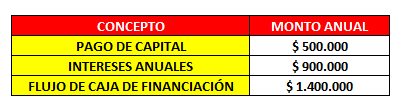 CONCEPTO MONTO ANUAL
PAGO DE CAPITAL $ 500.000
INTERESES ANUALES $ 900.000
FLUJO DE CAJA DE FINANCIACIÓN $ 1.400.000